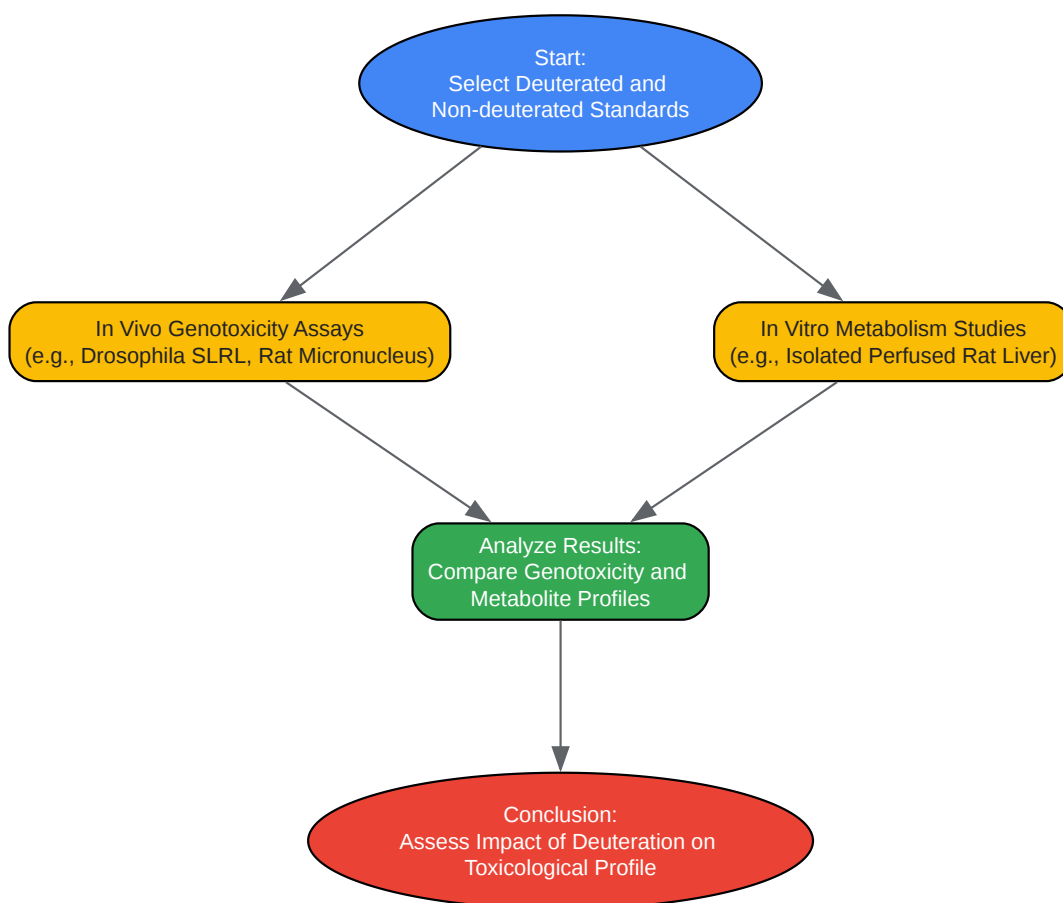 Start:
Select Deuterated and
Non-deuterated Standards
In Vivo Genotoxicity Assays
(e.g., Drosophila SLRL, Rat Micronucleus)
In Vitro Metabolism Studies
(e.g., Isolated Perfused Rat Liver)
Analyze Results:
Compare Genotoxicity and
Metabolite Profiles
Conclusion:
Assess Impact of Deuteration on
Toxicological Profile